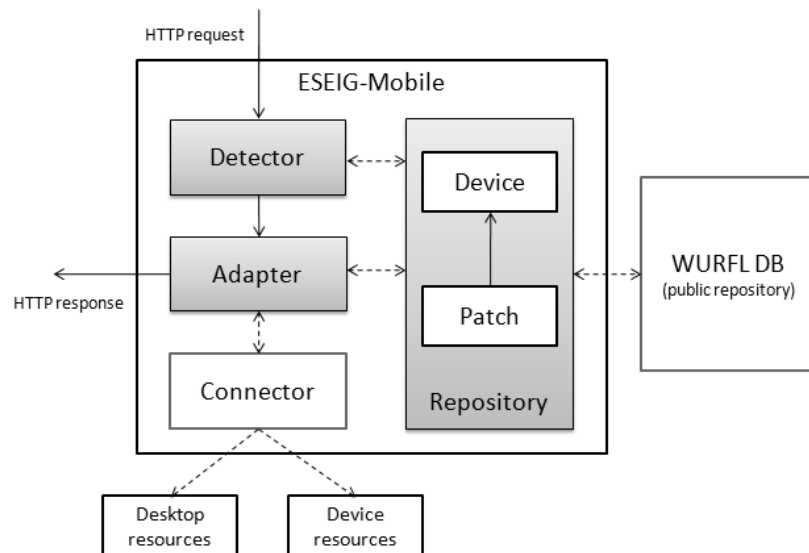 HTTP request
ESEIG-Mobile
Detector
Device
Adapter
WURFL DB
(public repository)
HTTP response
Patch
Connector
Repository
Desktop
resources
Device
resources